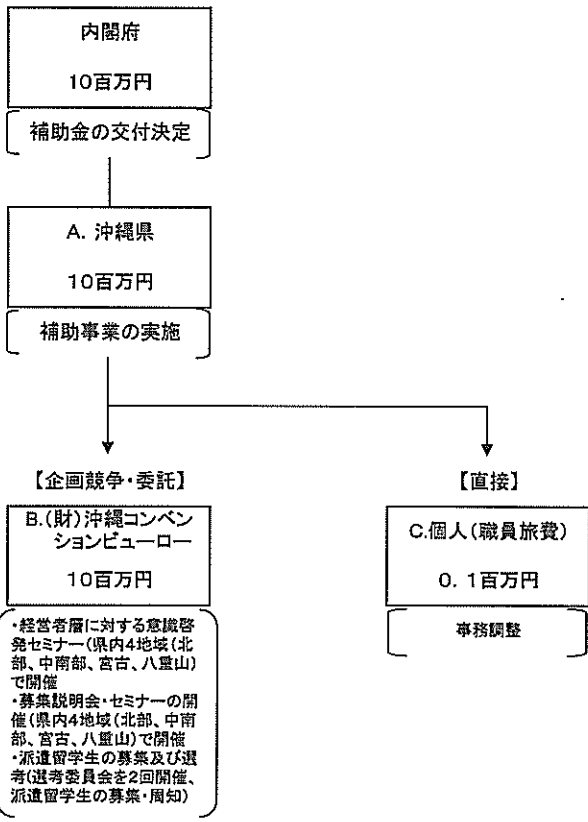 内閣府
10百万円
補助金の交付決定
A. 沖縄県
10百万円
補助事業の実施
【企画競争・委託】
B.(財)沖縄コンベン
ションビューロー
10百万円
・経営者層に対する意識啓
発セミナー(県内4地域(北
部、中南部、宮古、八重山)
で開催
・募集説明会・セミナーの開
催(県内4地域(北部、中南
部、宮古、八重山)で開催
・派遣留学生の募集及び選
考(選考委員会を2回開催、
派遣留学生の募集・周知)
【直接】
C.個人(職員旅費)
0. 1百万円
事務調整